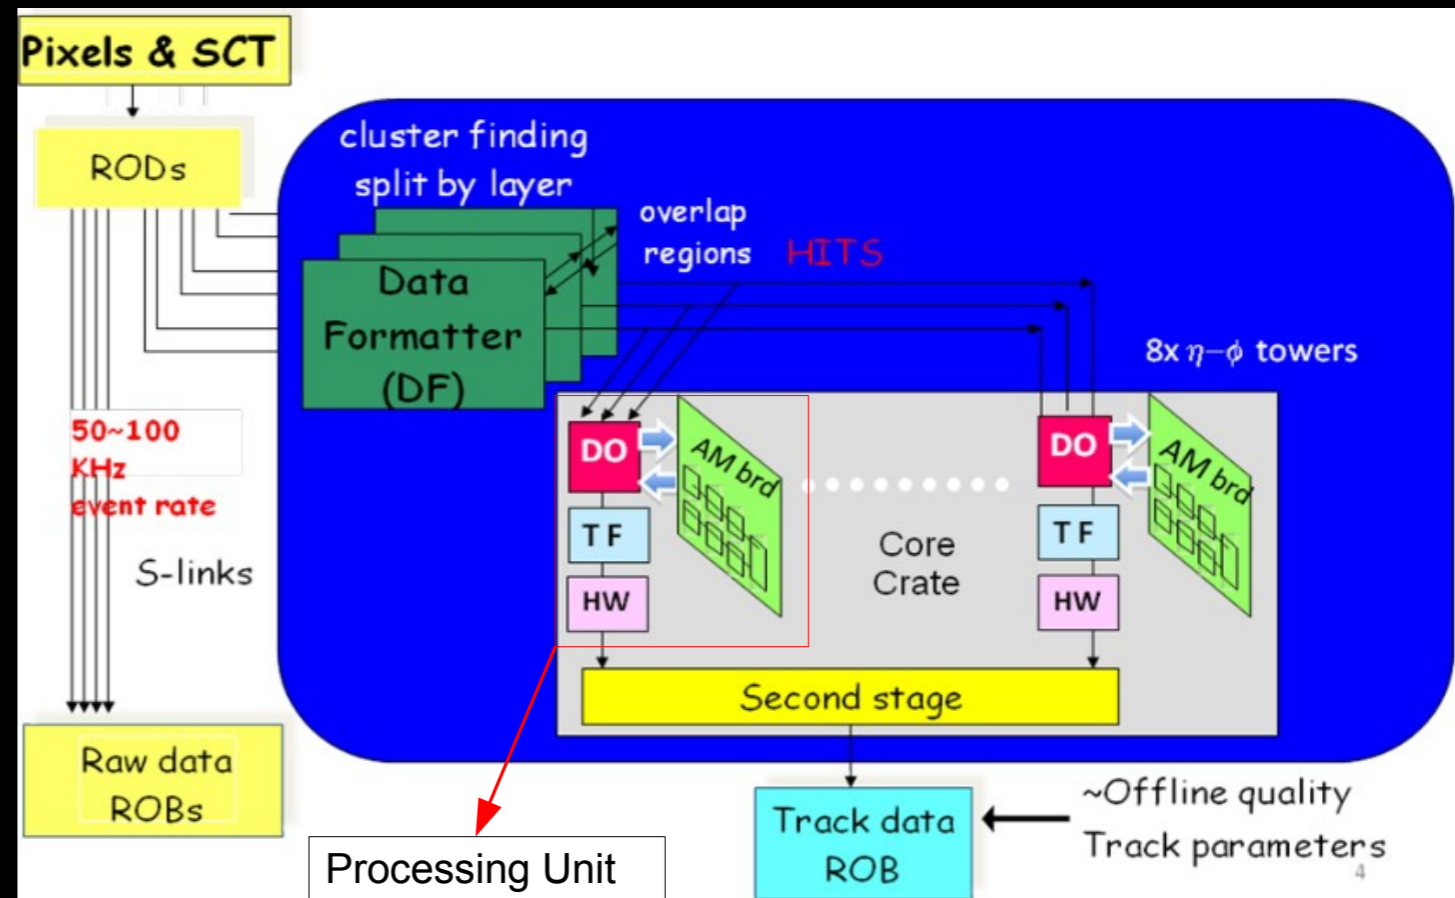 Pixels & SCT
RODs
cluster finding
split by layer
overlap
regions HITS
Data
Formatter
(DF)
8x η–ϕ towers
50~100
KHz
event rate
S-links
DO
AM brd
TF
HW
Core
Crate
DO
AM brd
TF
HW
Second stage
Raw data
ROBs
Processing Unit
Track data
ROB
~Offline quality
Track parameters
4